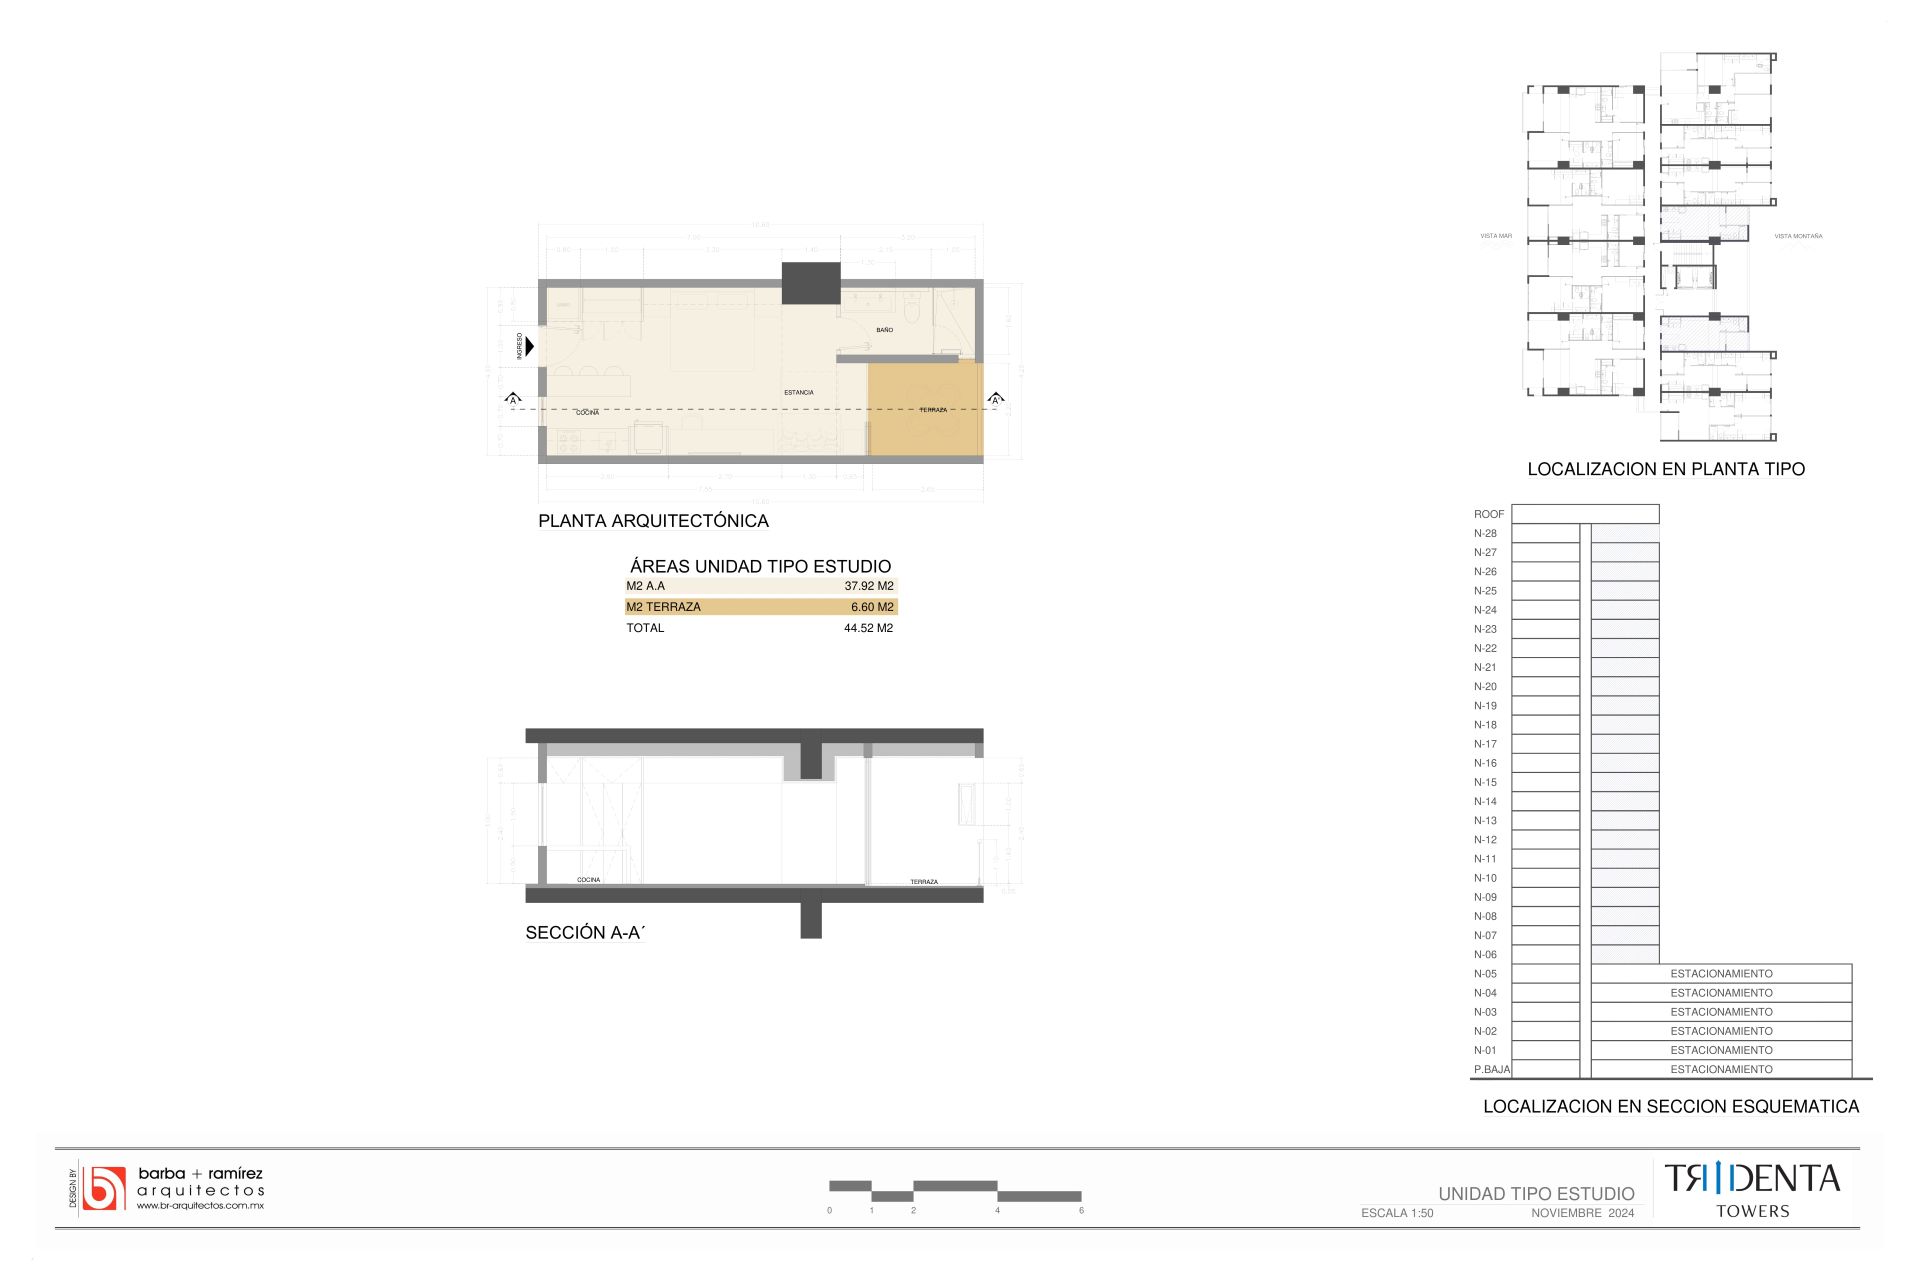 VISTA MAR
VISTA MONTAÑA
LOCALIZACION EN PLANTA TIPO
10.60
INGRESO
BAÑO
ESTANCIA
COCINA
TERRAZA
A
A'
PLANTA ARQUITECTÓNICA
ÁREAS UNIDAD TIPO ESTUDIO
M2 A.A 37.92 M2
M2 TERRAZA 6.60 M2
TOTAL 44.52 M2
COCINA
TERRAZA
SECCIÓN A-A´
ROOF
N-28
N-27
N-26
N-25
N-24
N-23
N-22
N-21
N-20
N-19
N-18
N-17
N-16
N-15
N-14
N-13
N-12
N-11
N-10
N-09
N-08
N-07
N-06
N-05 ESTACIONAMIENTO
N-04 ESTACIONAMIENTO
N-03 ESTACIONAMIENTO
N-02 ESTACIONAMIENTO
N-01 ESTACIONAMIENTO
P.BAJA ESTACIONAMIENTO
LOCALIZACION EN SECCION ESQUEMATICA
DESIGN BY
barba + ramírez
arquitectos
www.br-arquitectos.com.mx
0 1 2 4 6
UNIDAD TIPO ESTUDIO
ESCALA 1:50 NOVIEMBRE 2024
TRIDENTA
TOWERS